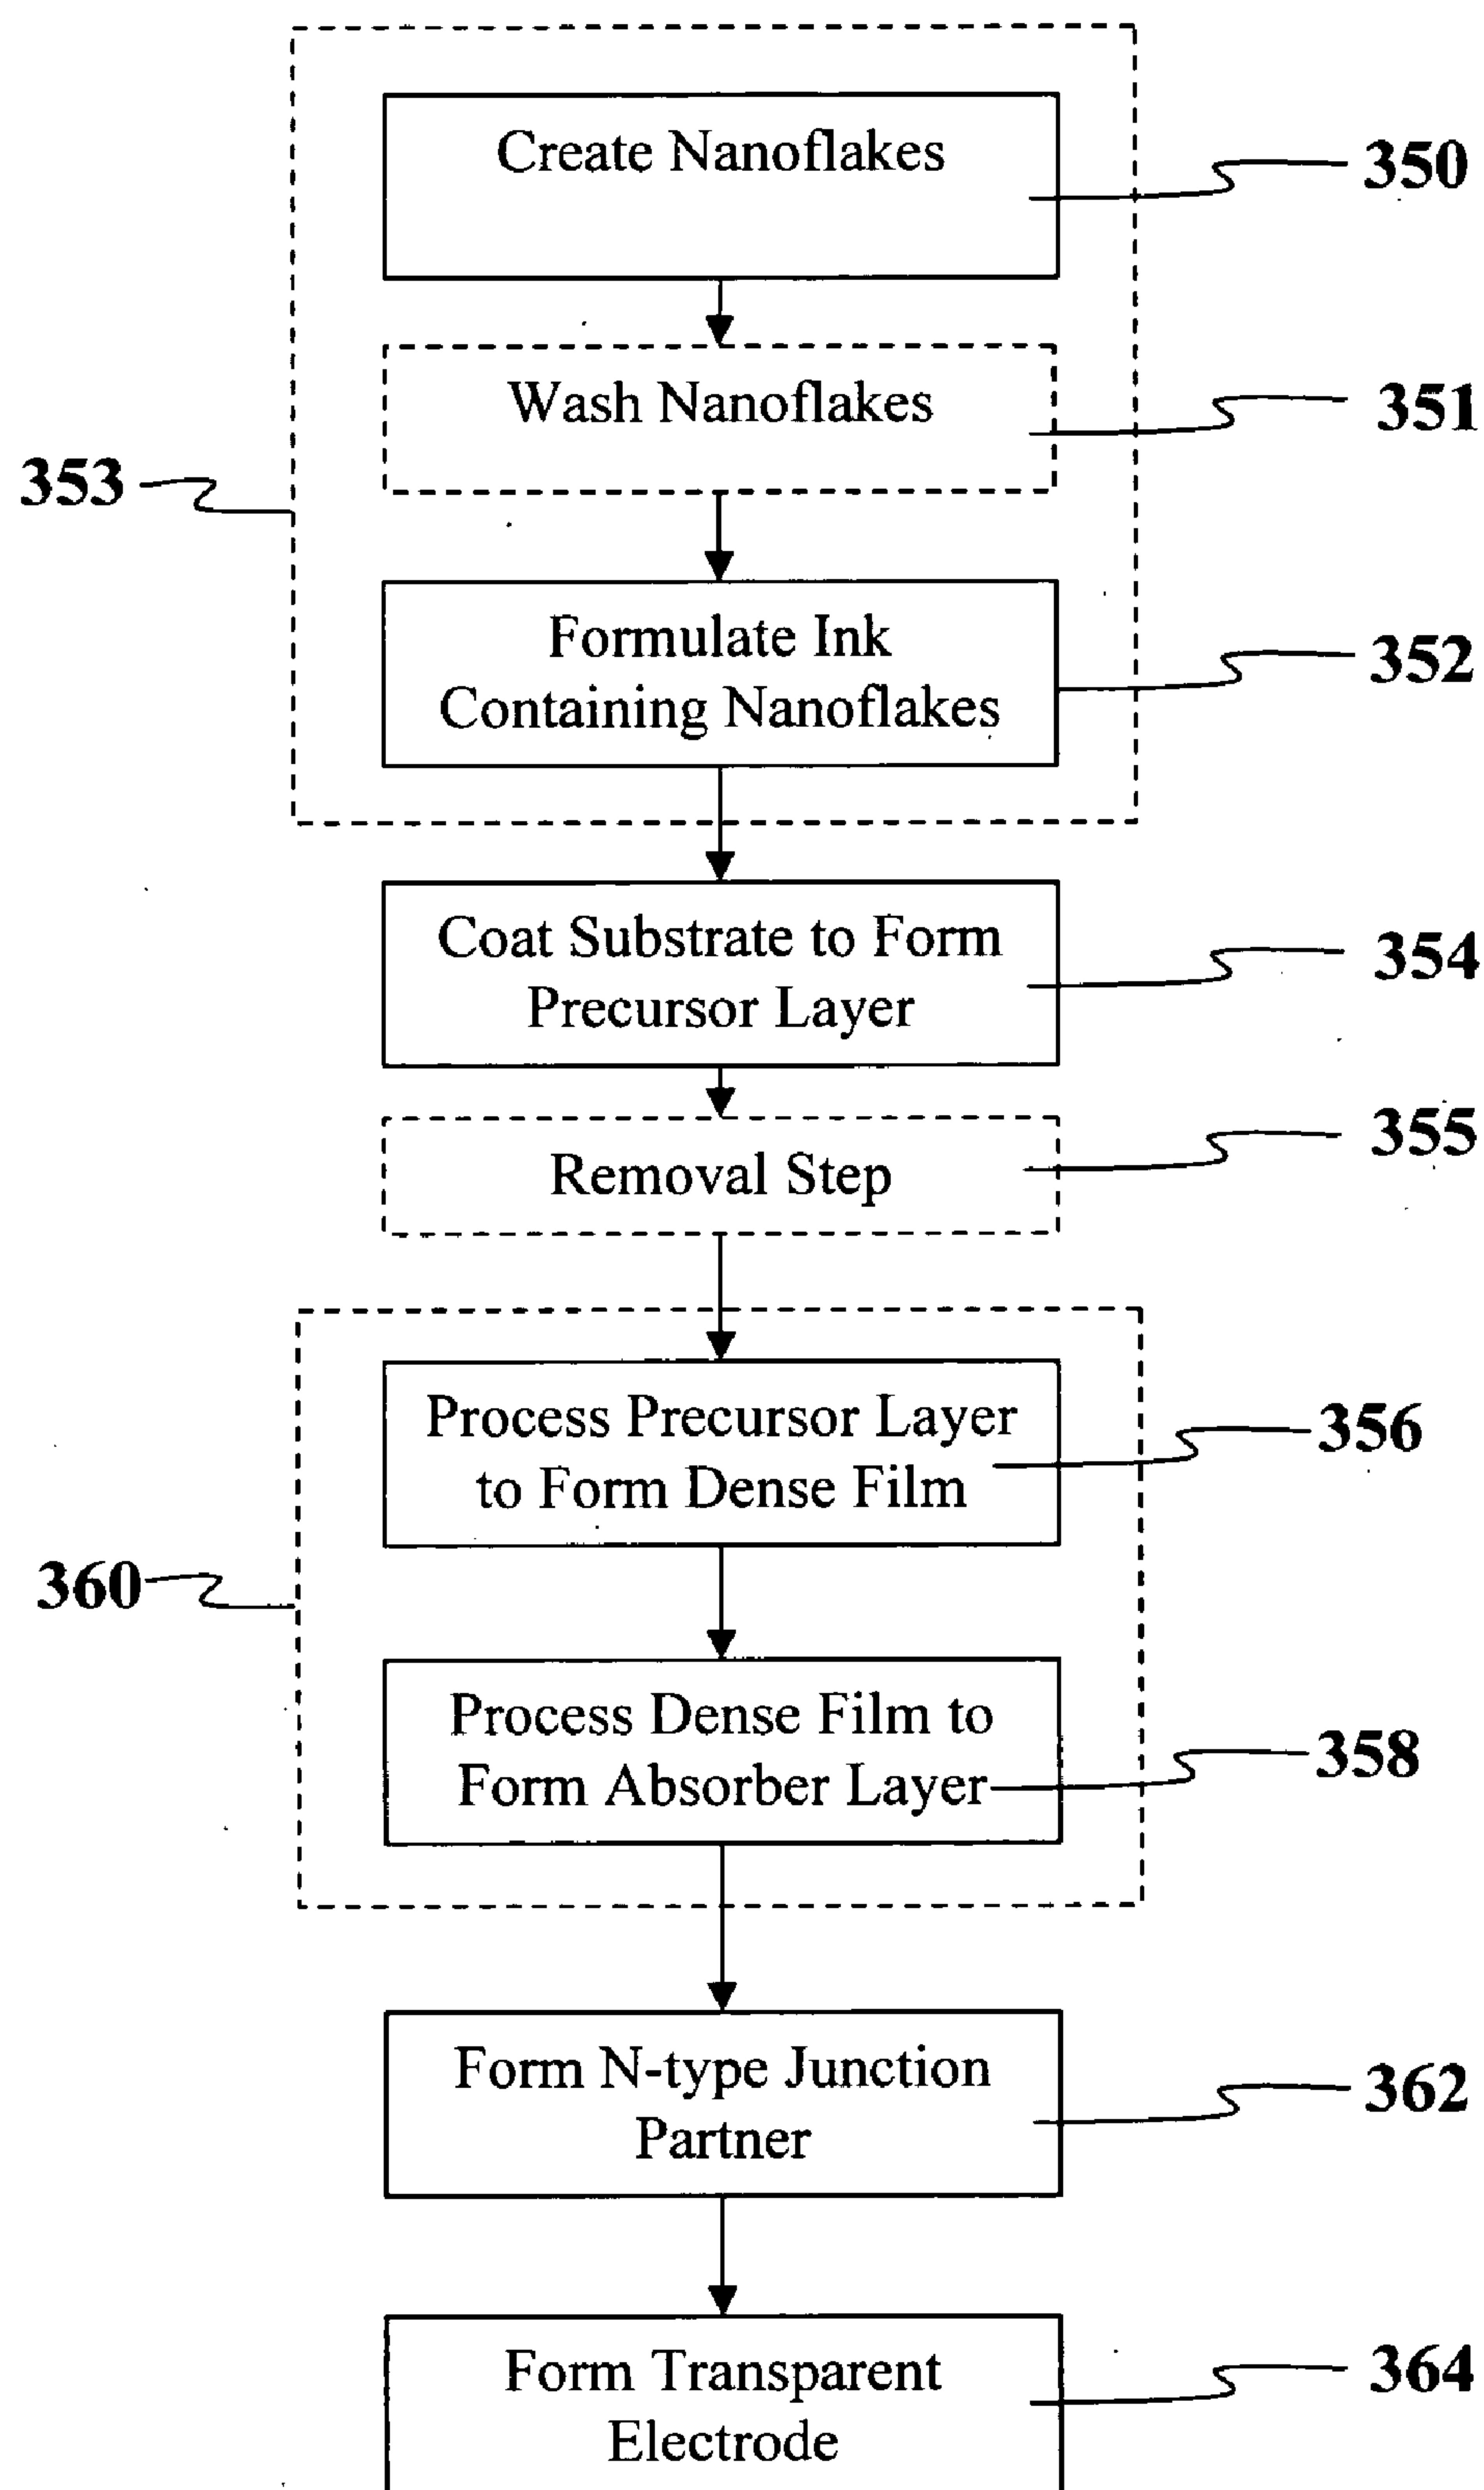 Create Nanoflakes
350
Wash Nanoflakes
351
353
Formulate Ink
Containing Nanoflakes
352
Coat Substrate to Form
Precursor Layer
354
Removal Step
355
Process Precursor Layer
to Form Dense Film
356
360
Process Dense Film to
Form Absorber Layer
358
Form N-type Junction
Partner
362
Form Transparent
Electrode
364